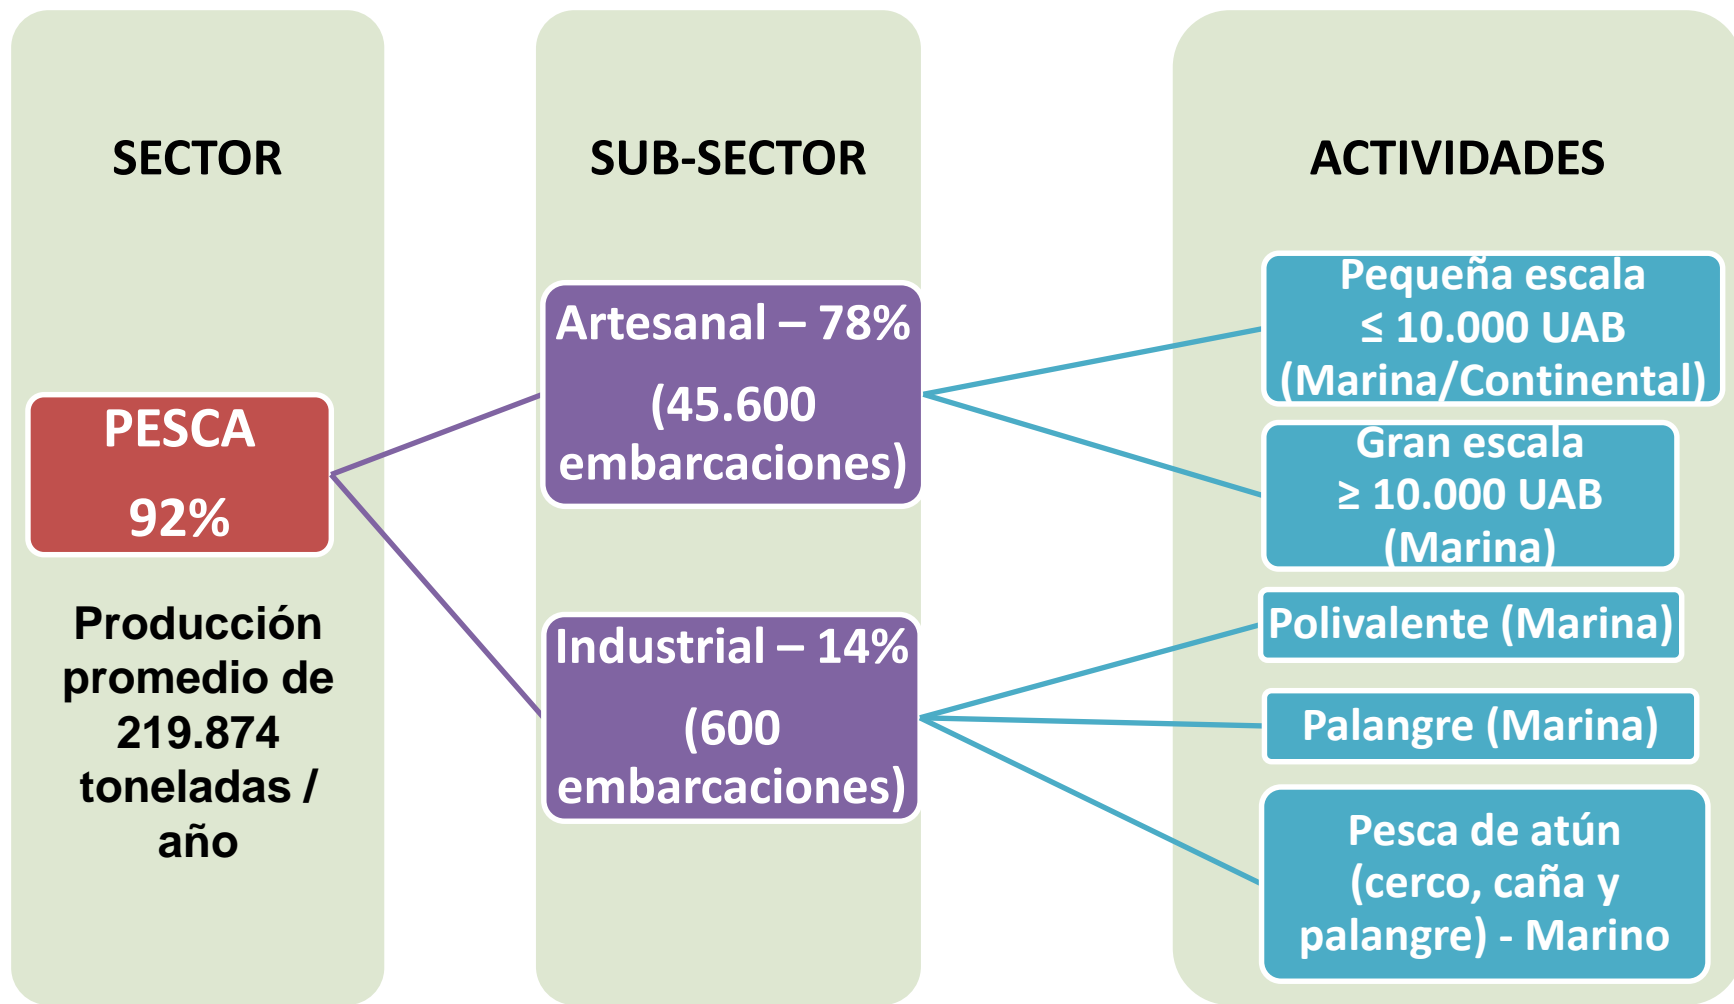 SECTOR
PESCA
92%
Producción
promedio de
219.874
toneladas /
año
SUB-SECTOR
Artesanal – 78%
(45.600
embarcaciones)
Industrial – 14%
(600
embarcaciones)
ACTIVIDADES
Pequeña escala
≤ 10.000 UAB
(Marina/Continental)
Gran escala
≥ 10.000 UAB
(Marina)
Polivalente (Marina)
Palangre (Marina)
Pesca de atún
(cerco, caña y
palangre) - Marino